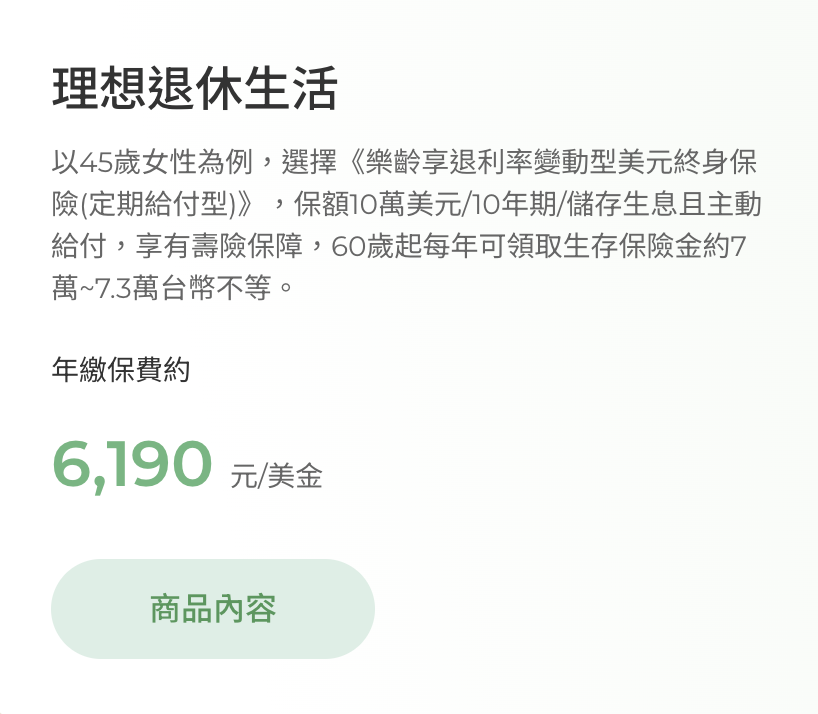 理想退休生活
以45歲女性為例，選擇《樂齡享退利率變動型美元終身保
險(定期給付型)》，保額10萬美元/10年期/儲存生息且主動
給付，享有壽險保障，60歲起每年可領取生存保險金約7
萬~7.3萬台幣不等。
年繳保費約
6,190 元/美金
商品內容